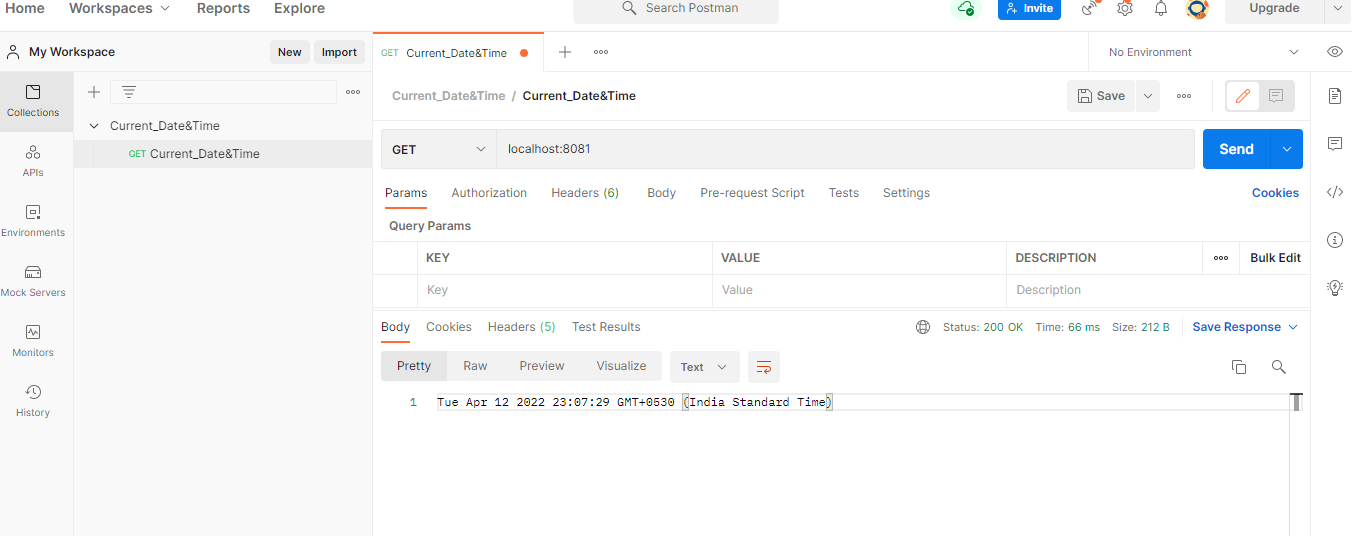 Home Workspaces Reports Explore Search Postman Invite Upgrade
My Workspace New Import GET Current_Date&Time No Environment
Collections
APIs
Environments
Mock Servers
Monitors
History
Current_Date&Time
GET Current_Date&Time
Current_Date&Time / Current_Date&Time Save
GET localhost:8081 Send
Params Authorization Headers (6) Body Pre-request Script Tests Settings Cookies
Query Params
KEY VALUE DESCRIPTION Bulk Edit
Key Value Description
Body Cookies Headers (5) Test Results Status: 200 OK Time: 66 ms Size: 212 B Save Response
Pretty Raw Preview Visualize Text
1 Tue Apr 12 2022 23:07:29 GMT+0530 (India Standard Time)